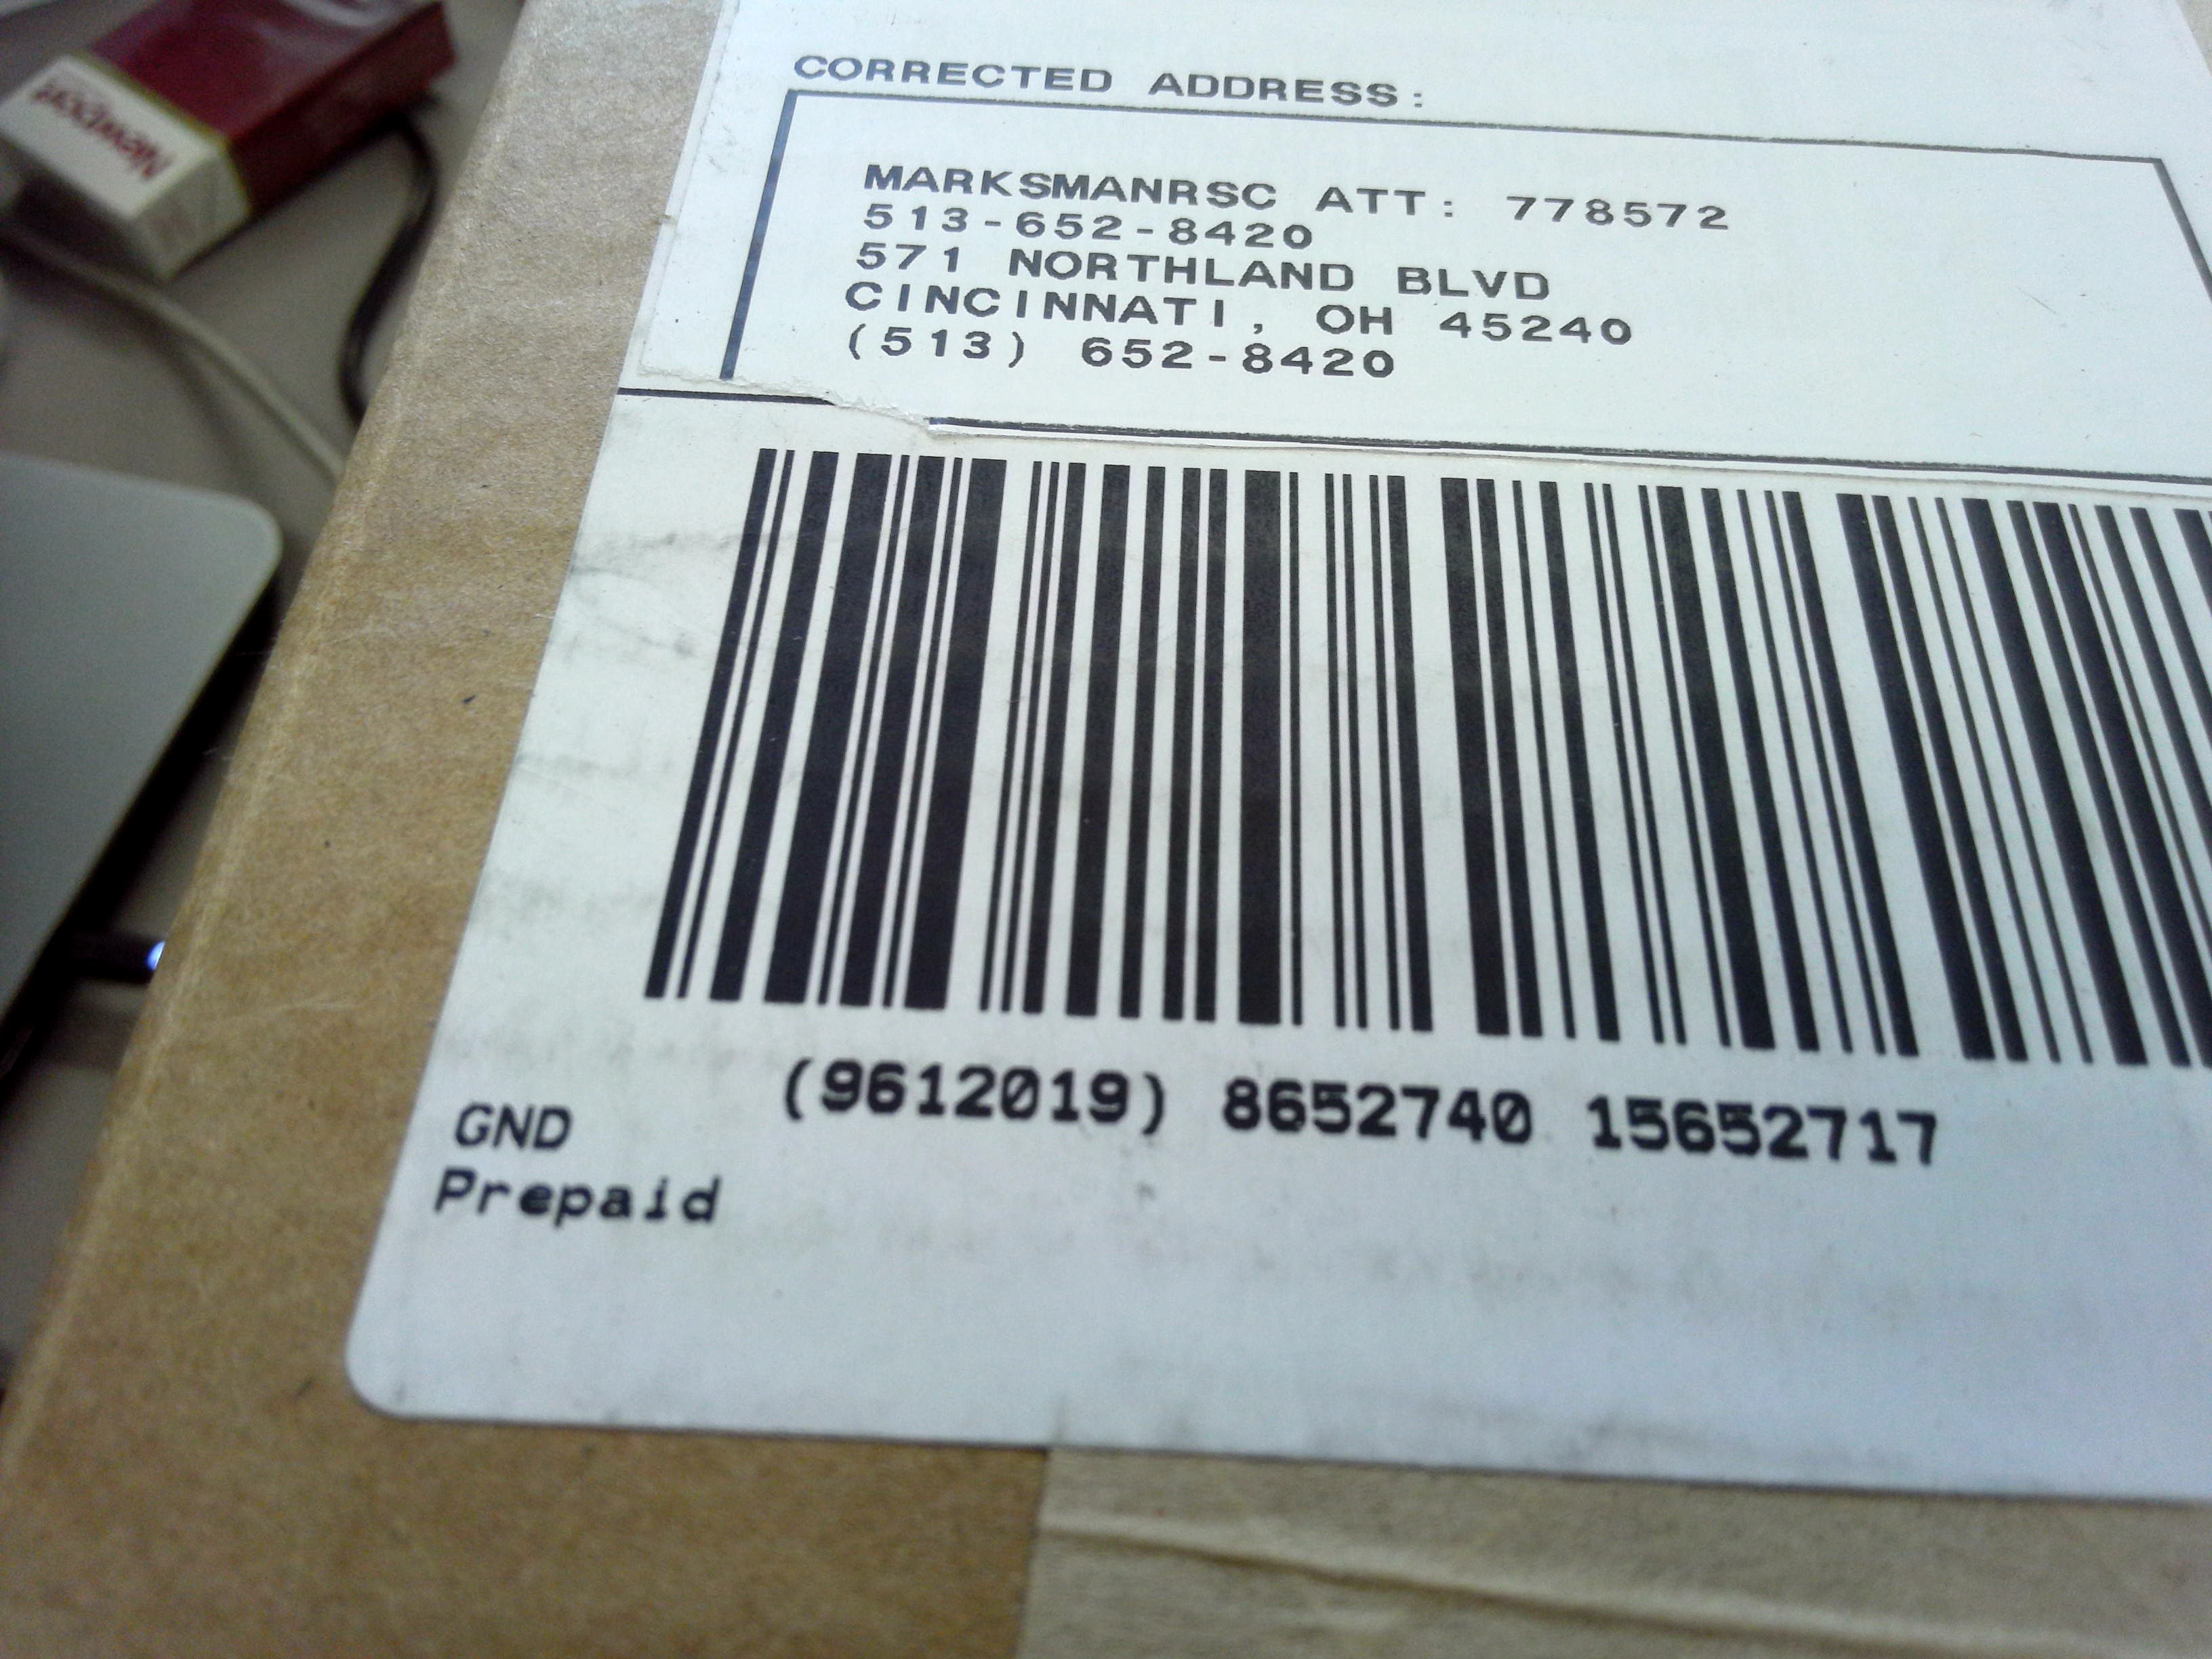 Newport
CORRECTED ADDRESS:
MARKSMANRSC ATT: 778572
513-652-8420
571 NORTHLAND BLVD
CINCINNATI, OH 45240
(513) 652-8420
(9612019) 8652740 15652717
GND
Prepaid